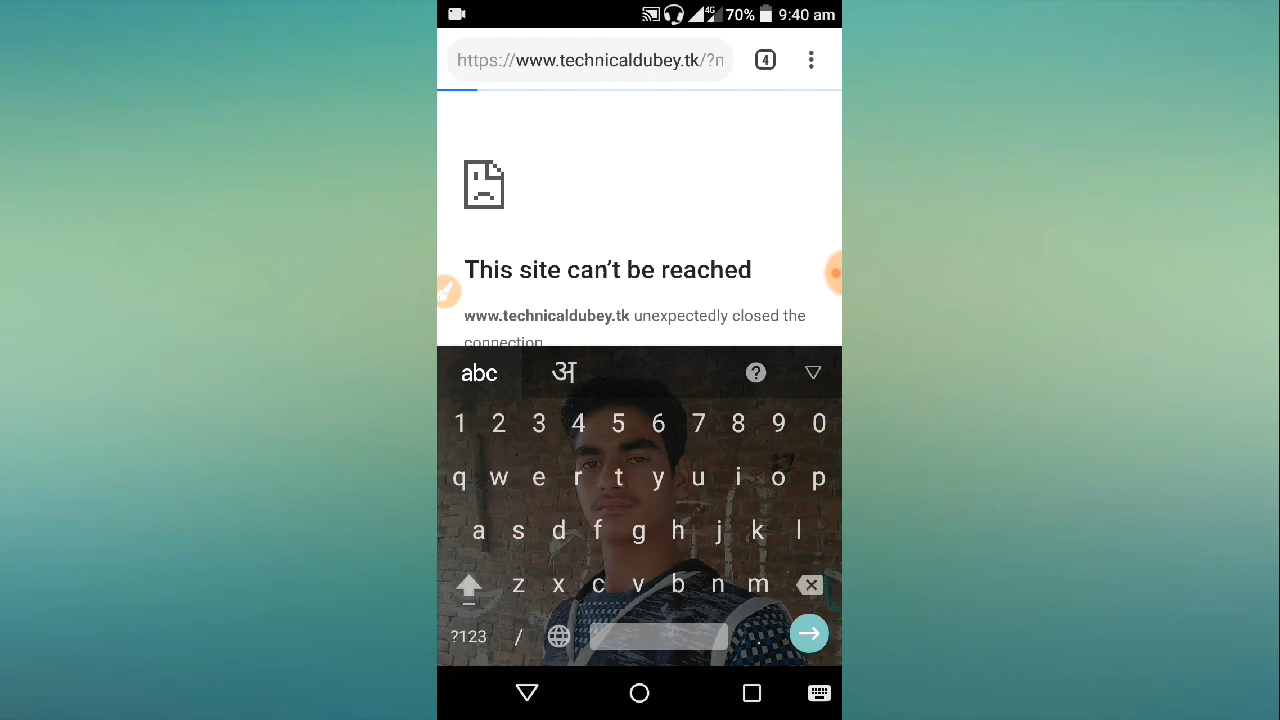 4G 70% 9:40 am
https://www.technicaldubey.tk/?n 4
This site can't be reached
www.technicaldubey.tk unexpectedly closed the
connection.
abc अ ?
1 2 3 4 5 6 7 8 9 0
q w e r t y u i o p
a s d f g h j k l
z x c v b n m
?123 / .